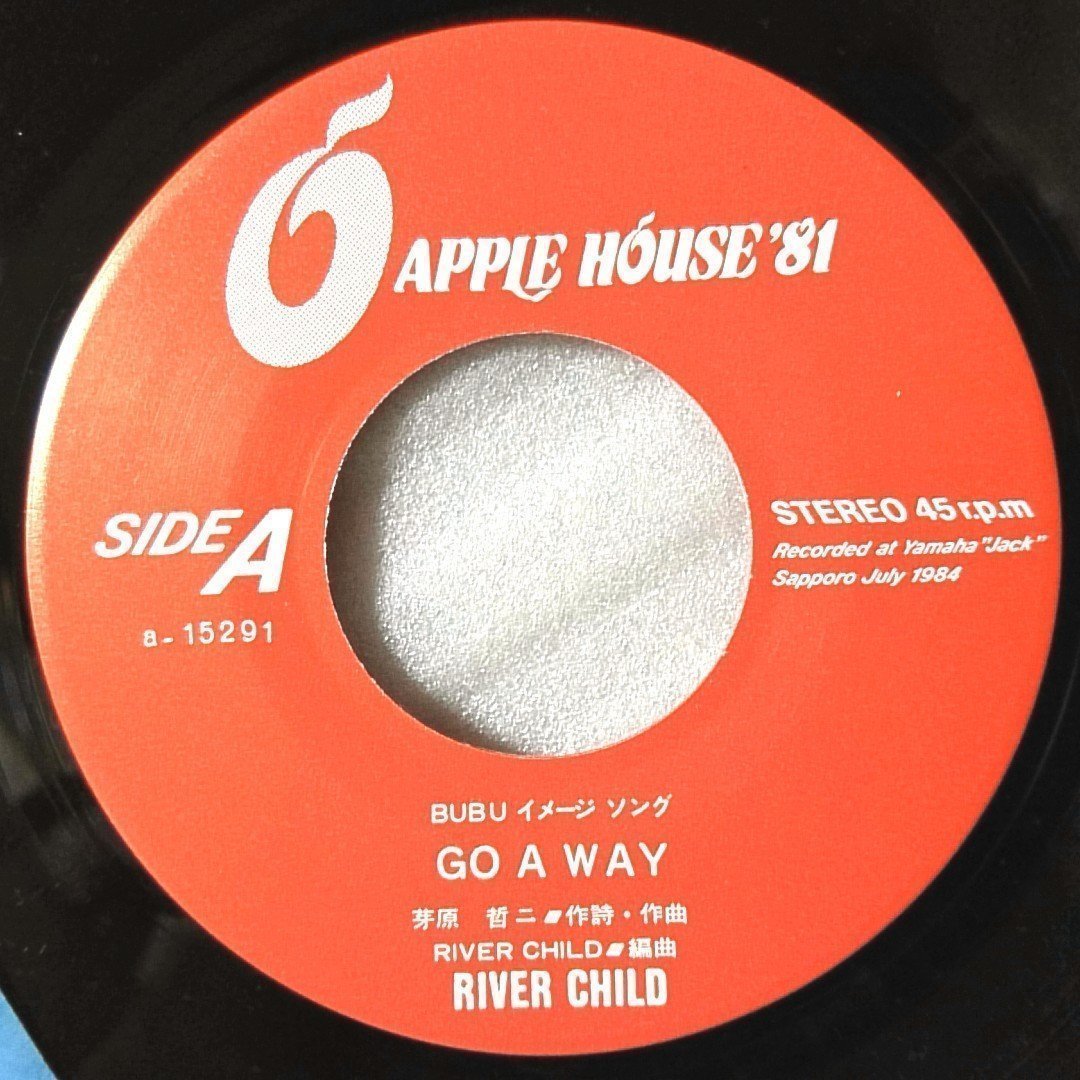 APPLE HÓUSE '81
SIDE A
a-15291
STEREO 45 r.p.m
Recorded at Yamaha "Jack"
Sapporo July 1984
BUBU イメージ ソング
GO A WAY
芽原 哲二■作詩・作曲
RIVER CHILD■編曲
RIVER CHILD